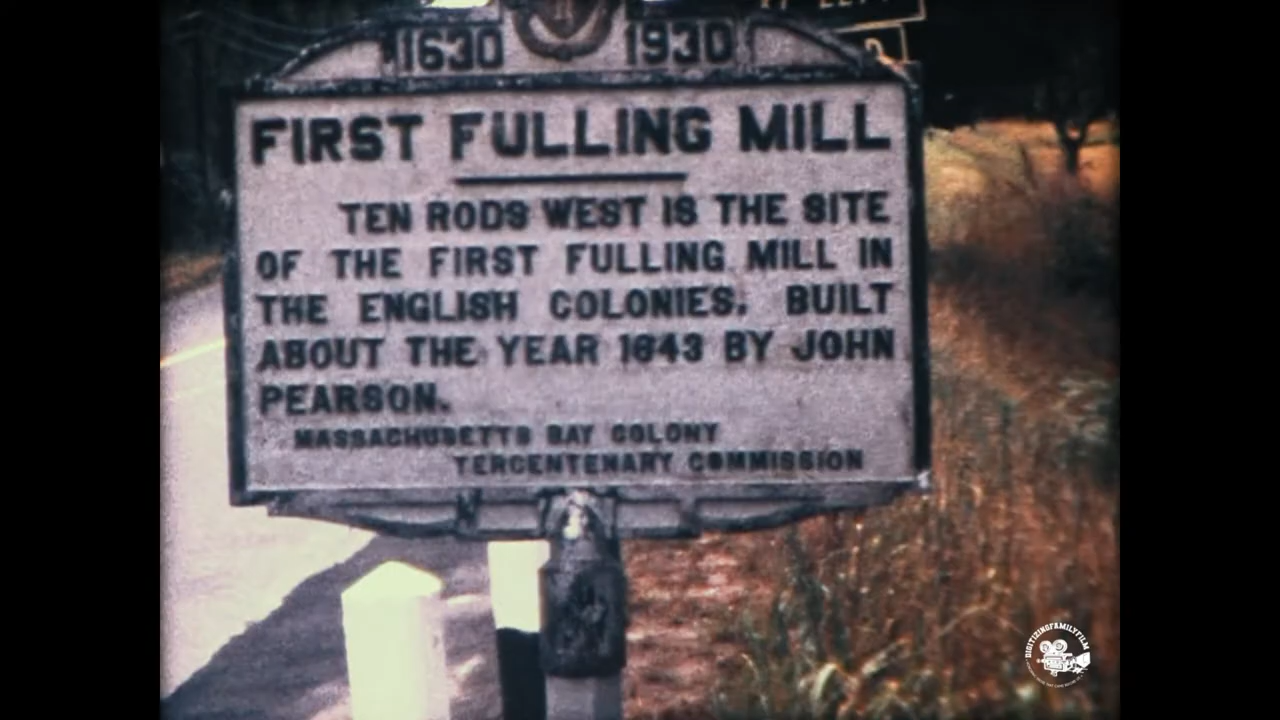 1630 1930
FIRST FULLING MILL
TEN RODS WEST IS THE SITE
OF THE FIRST FULLING MILL IN
THE ENGLISH COLONIES, BUILT
ABOUT THE YEAR 1643 BY JOHN
PEARSON.
MASSACHUSETTS BAY COLONY
TERCENTENARY COMMISSION
DIGITIZINGFAMILYFILM